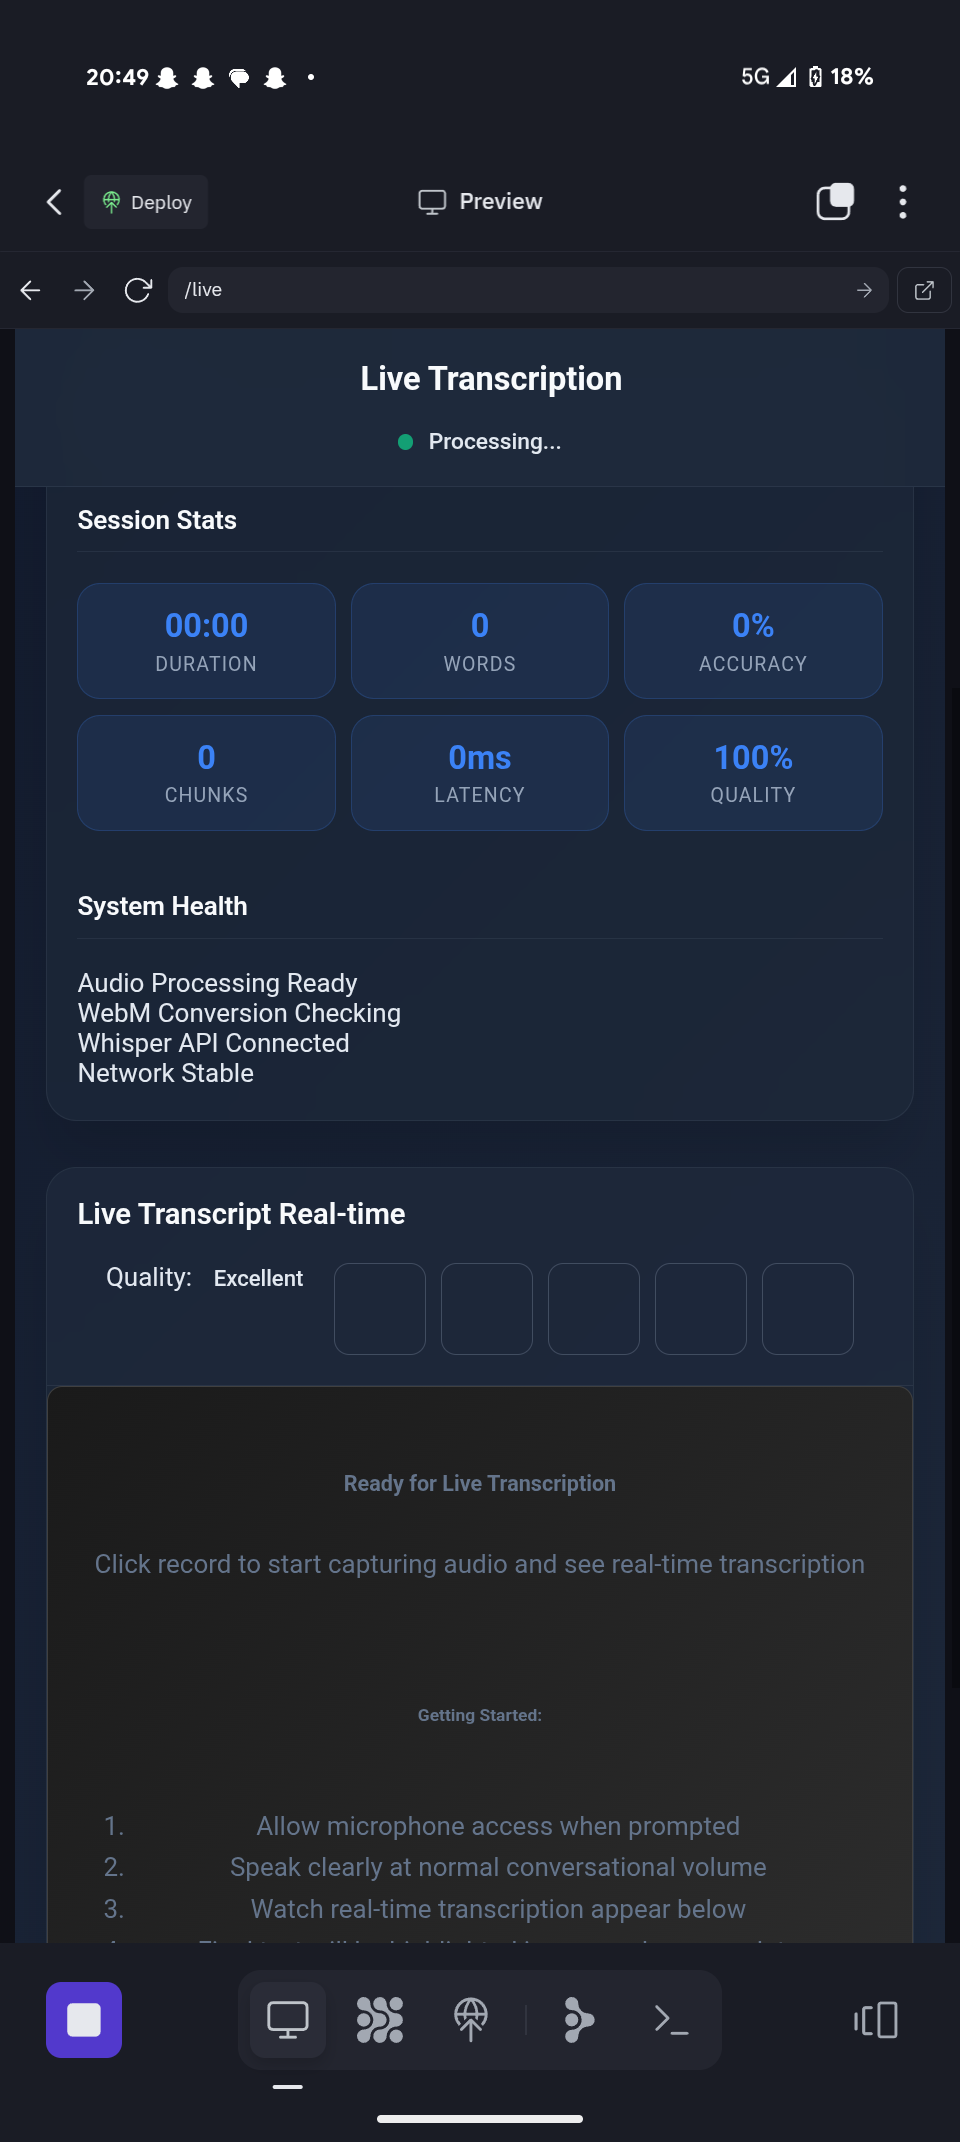 20:49
5G 18%
Deploy
Preview
/live
Live Transcription
Processing...
Session Stats
00:00
DURATION
0
WORDS
0%
ACCURACY
0
CHUNKS
0ms
LATENCY
100%
QUALITY
System Health
Audio Processing Ready
WebM Conversion Checking
Whisper API Connected
Network Stable
Live Transcript Real-time
Quality: Excellent
Ready for Live Transcription
Click record to start capturing audio and see real-time transcription
Getting Started:
1. Allow microphone access when prompted
2. Speak clearly at normal conversational volume
3. Watch real-time transcription appear below